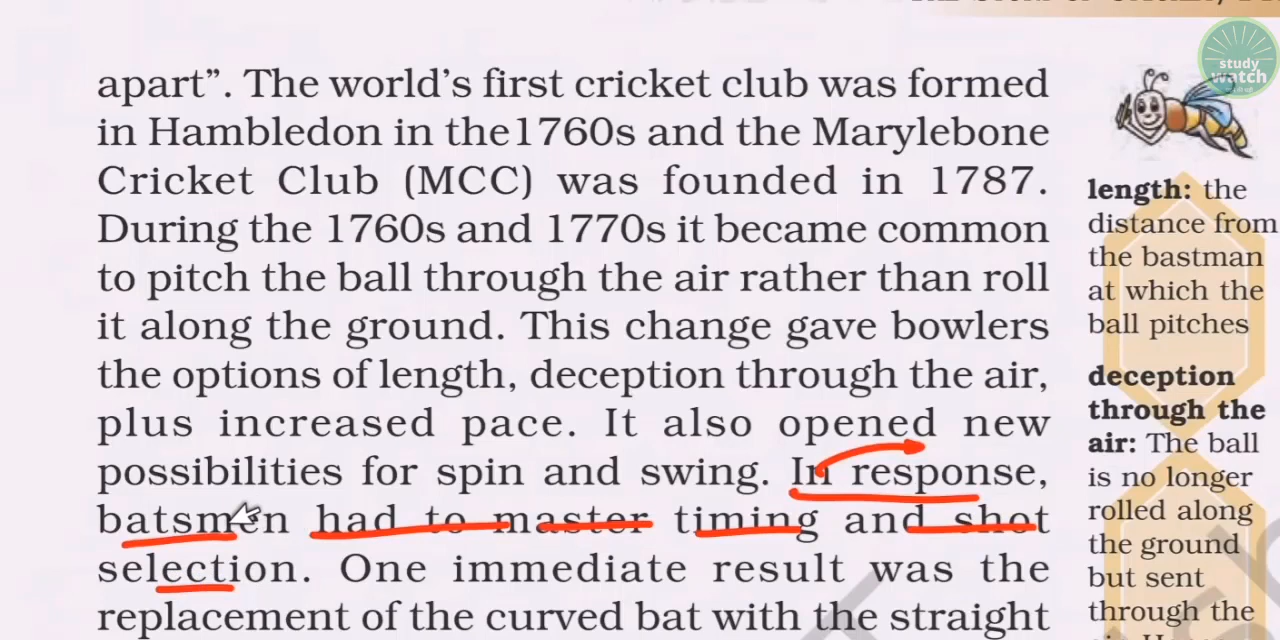 apart”. The world’s first cricket club was formed
in Hambledon in the1760s and the Marylebone
Cricket Club (MCC) was founded in 1787.
During the 1760s and 1770s it became common
to pitch the ball through the air rather than roll
it along the ground. This change gave bowlers
the options of length, deception through the air,
plus increased pace. It also opened new
possibilities for spin and swing. In response,
batsmen had to master timing and shot
selection. One immediate result was the
replacement of the curved bat with the straight
study
watch
length: the
distance from
the bastman
at which the
ball pitches
deception
through the
air: The ball
is no longer
rolled along
the ground
but sent
through the